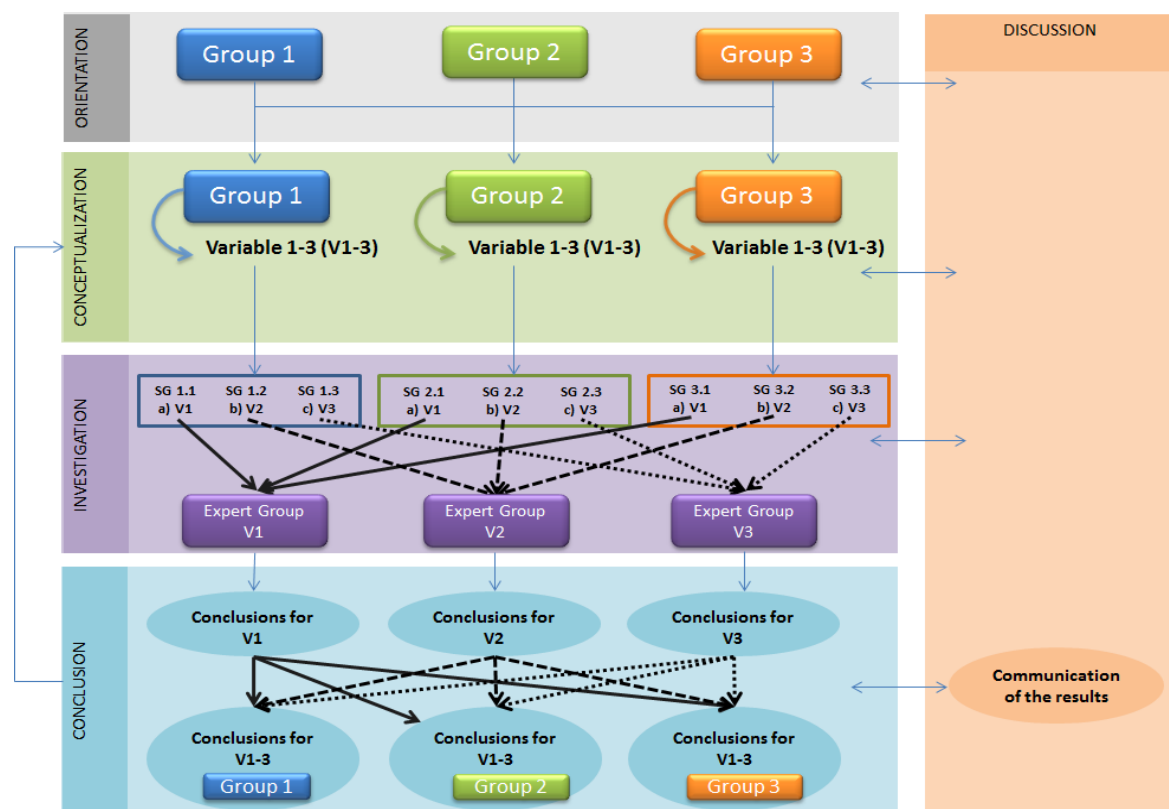 ORIENTATION
Group 1
Group 2
Group 3
DISCUSSION
CONCEPTUALIZATION
Group 1
Group 2
Group 3
Variable 1-3 (V1-3)
Variable 1-3 (V1-3)
Variable 1-3 (V1-3)
INVESTIGATION
SG 1.1
a) V1
SG 1.2
b) V2
SG 1.3
c) V3
SG 2.1
a) V1
SG 2.2
b) V2
SG 2.3
c) V3
SG 3.1
a) V1
SG 3.2
b) V2
SG 3.3
c) V3
Expert Group
V1
Expert Group
V2
Expert Group
V3
CONCLUSION
Conclusions for
V1
Conclusions for
V2
Conclusions for
V3
Conclusions for
V1-3
Group 1
Conclusions for
V1-3
Group 2
Conclusions for
V1-3
Group 3
Communication
of the results